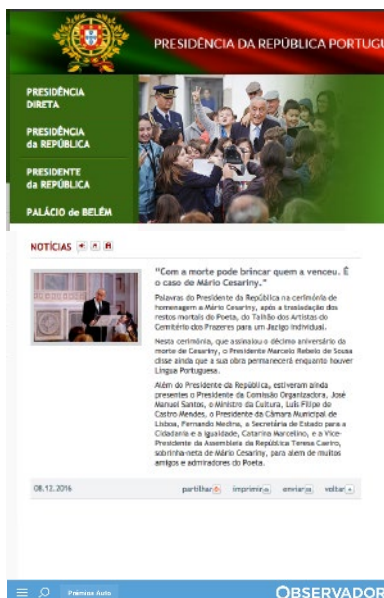 PRESIDÊNCIA DA REPÚBLICA PORTUGU
PRESIDÊNCIA
DIRETA
PRESIDÊNCIA
da REPÚBLICA
PRESIDENTE
da REPÚBLICA
PALÁCIO de BELÉM
NOTÍCIAS
"Com a morte pode brincar quem a venceu. É
o caso de Mário Cesariny."
Palavras do Presidente da República na cerimónia de
homenagem a Mário Cesariny, após a trasladação dos
restos mortais do Poeta, do Talhão dos Artistas do
Cemitério dos Prazeres para um Jazigo Individual.
Nesta cerimónia, que assinalou o décimo aniversário da
morte de Cesariny, o Presidente Marcelo Rebelo de Sousa
disse ainda que a sua obra permanecerá enquanto houver
Língua Portuguesa.
Além do Presidente da República, estiveram ainda
presentes o Presidente da Comissão Organizadora, José
Manuel Santos, o Ministro da Cultura, Luís Filipe de
Castro Mendes, o Presidente da Câmara Municipal de
Lisboa, Fernando Medina, a Secretária de Estado para a
Cidadania e a Igualdade, Catarina Marcelino, e a Vice-
Presidente da Assembleia da República Teresa Caeiro,
sobrinha-neta de Mário Cesariny, para alem de muitos
amigos e admiradores do Poeta.
08.12.2016 partilhar imprimir enviar voltar
Prémios Auto OBSERVADOR